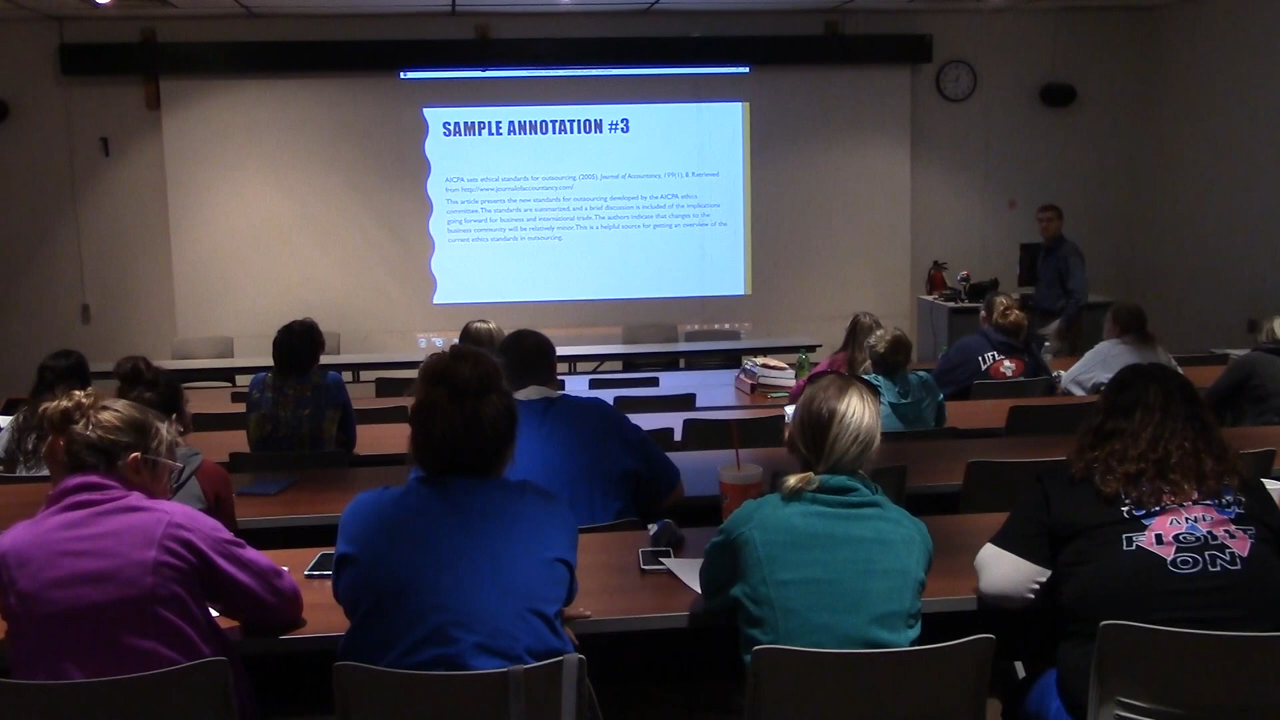 SAMPLE ANNOTATION #3
AICPA sets ethical standards for outsourcing. (2005). Journal of Accountancy, 199(1), 8. Retrieved
from http://www.journalofaccountancy.com/
This article presents the new standards for outsourcing developed by the AICPA ethics
committee. The standards are summarized, and a brief discussion is included of the implications
going forward for business and international trade. The authors indicate that changes to the
business community will be relatively minor. This is a helpful source for getting an overview of the
current ethics standards in outsourcing.
LIFE
AND
FIGHT
ON